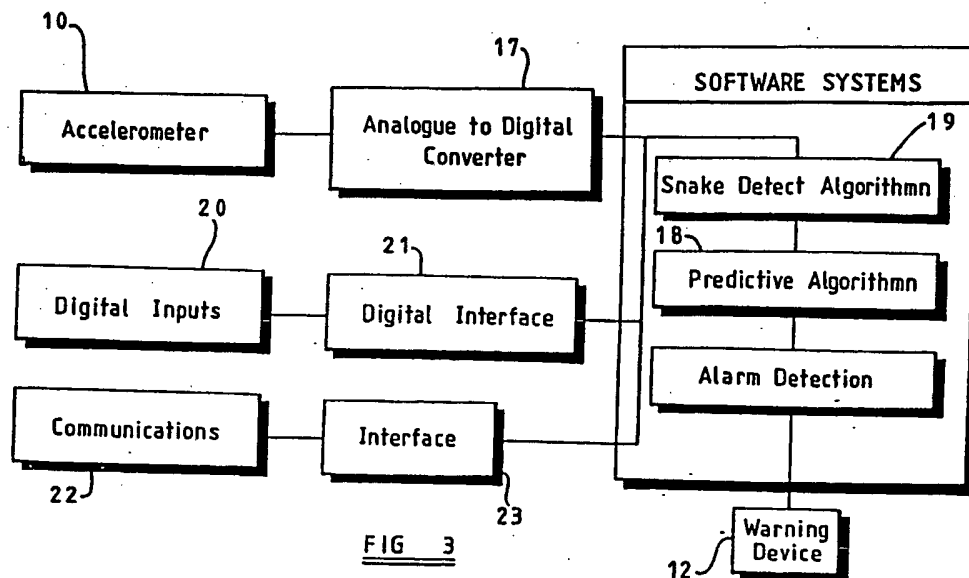 10
Accelerometer
17
Analogue to Digital
Converter
SOFTWARE SYSTEMS
19
Snake Detect Algorithmn
18
Predictive Algorithmn
Alarm Detection
20
Digital Inputs
21
Digital Interface
Communications
22
Interface
23
Warning
Device
12
FIG 3